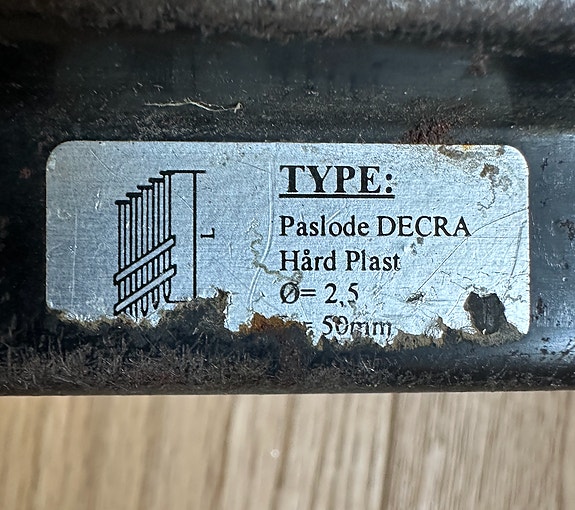 TYPE:
L
Paslode DECRA
Hård Plast
Ø= 2,5
= 50mm